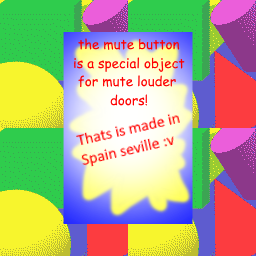 the mute button
is a special object
for mute louder
doors!
Thats is made in
Spain seville :v